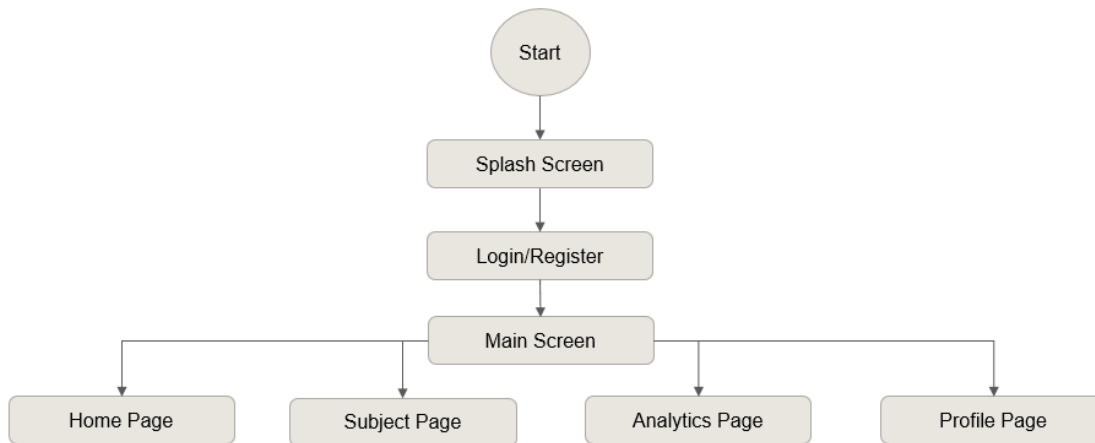 Start
Splash Screen
Login/Register
Main Screen
Home Page
Subject Page
Analytics Page
Profile Page